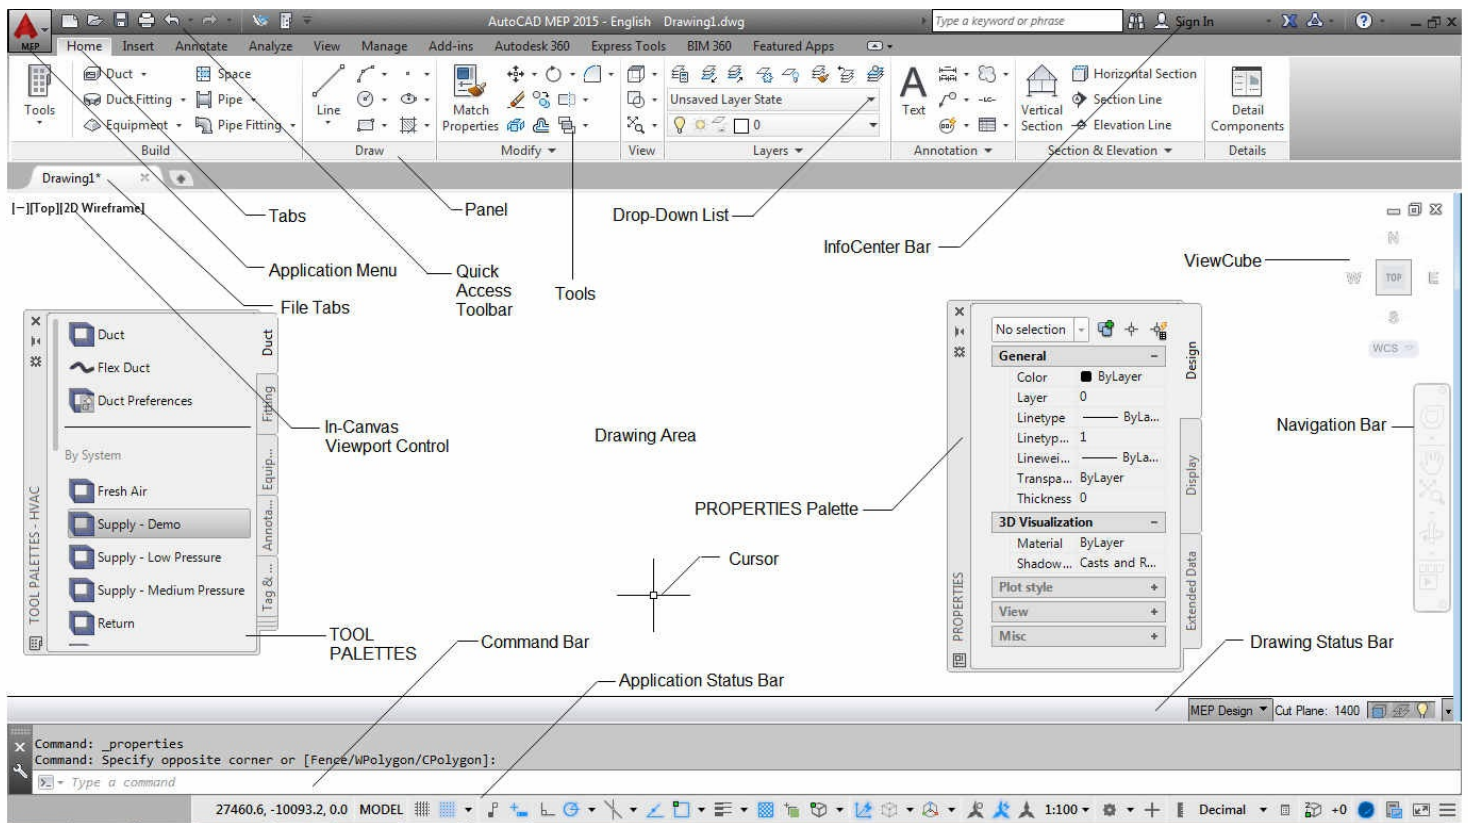 AutoCAD MEP 2015 - English Drawing1.dwg
Type a keyword or phrase
Sign In
MEP
Home Insert Annotate Analyze View Manage Add-ins Autodesk 360 Express Tools BIM 360 Featured Apps
Tools
Duct
Space
Duct Fitting
Pipe
Equipment
Pipe Fitting
Build
Line
Draw
Match
Properties
Modify
View
Unsaved Layer State
0
Layers
Text
Annotation
Vertical
Section
Horizontal Section
Section Line
Elevation Line
Section & Elevation
Detail
Components
Details
Drawing1*
[−][Top][2D Wireframe]
Tabs
Panel
Drop-Down List
InfoCenter Bar
ViewCube
Application Menu
Quick
Access
Toolbar
Tools
File Tabs
N
W
TOP
E
S
WCS
Duct
Flex Duct
Duct Preferences
By System
Fresh Air
Supply - Demo
Supply - Low Pressure
Supply - Medium Pressure
Return
Duct
Fitting
Equip...
Annota...
Tag & ...
TOOL PALETTES - HVAC
In-Canvas
Viewport Control
Drawing Area
PROPERTIES Palette
Cursor
TOOL
PALETTES
Command Bar
Application Status Bar
No selection
General
Color ByLayer
Layer 0
Linetype ByLa...
Linetyp... 1
Linewei... ByLa...
Transpa... ByLayer
Thickness 0
3D Visualization
Material ByLayer
Shadow... Casts and R...
Plot style
View
Misc
Design
Display
Extended Data
PROPERTIES
Navigation Bar
Drawing Status Bar
MEP Design Cut Plane: 1400
Command: _properties
Command: Specify opposite corner or [Fence/WPolygon/CPolygon]:
Type a command
27460.6, -10093.2, 0.0 MODEL 1:100 Decimal +0